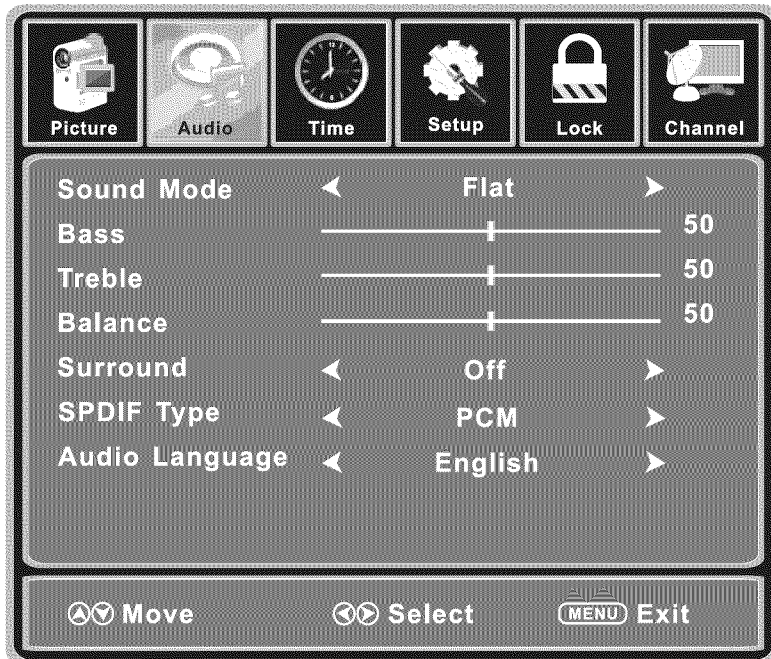 Picture Audio Time Setup Lock Channel
Sound Mode Flat
Bass 50
Treble 50
Balance 50
Surround Off
SPDIF Type PCM
Audio Language English
Move Select MENU Exit